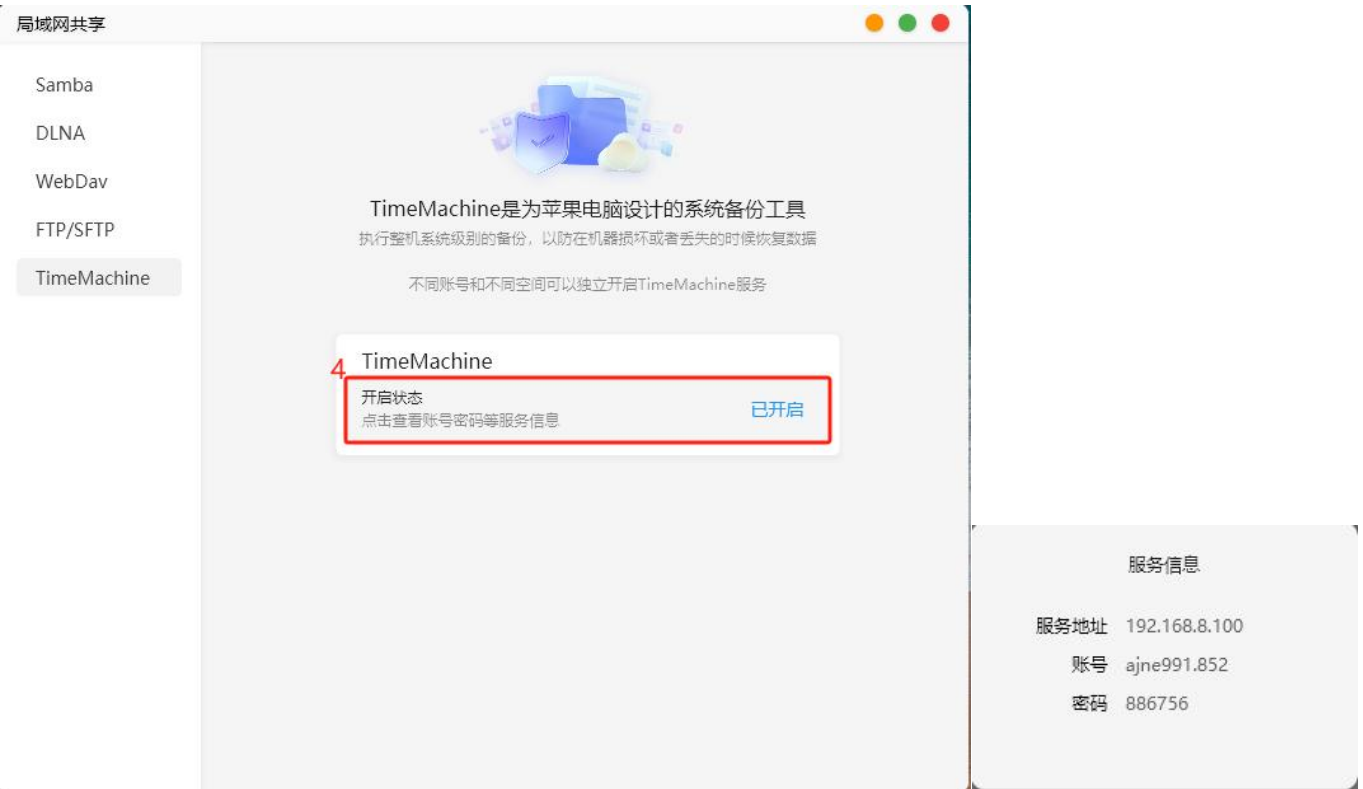 局域网共享
Samba
DLNA
WebDav
FTP/SFTP
TimeMachine
TimeMachine是为苹果电脑设计的系统备份工具
执行整机系统级别的备份，以防在机器损坏或者丢失的时候恢复数据
不同账号和不同空间可以独立开启TimeMachine服务
TimeMachine
4
开启状态
点击查看账号密码等服务信息
已开启
服务信息
服务地址 192.168.8.100
账号 ajne991.852
密码 886756